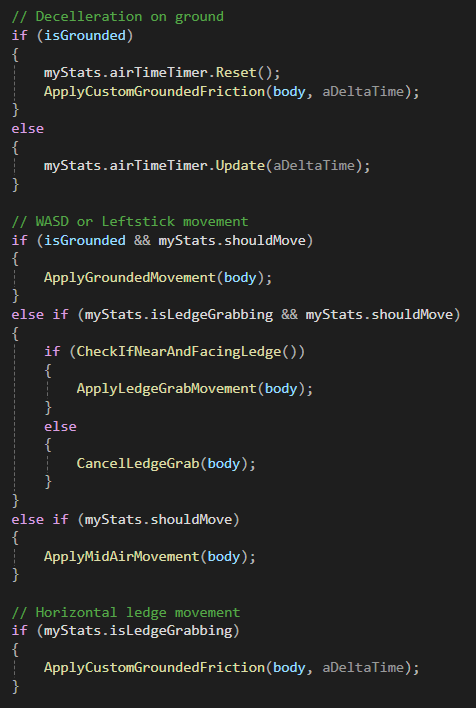 // Decelleration on ground
if (isGrounded)
{
    myStats.airTimeTimer.Reset();
    ApplyCustomGroundedFriction(body, aDeltaTime);
}
else
{
    myStats.airTimeTimer.Update(aDeltaTime);
}

// WASD or Leftstick movement
if (isGrounded && myStats.shouldMove)
{
    ApplyGroundedMovement(body);
}
else if (myStats.isLedgeGrabbing && myStats.shouldMove)
{
    if (CheckIfNearAndFacingLedge())
    {
        ApplyLedgeGrabMovement(body);
    }
    else
    {
        CancelLedgeGrab(body);
    }
}
else if (myStats.shouldMove)
{
    ApplyMidAirMovement(body);
}

// Horizontal ledge movement
if (myStats.isLedgeGrabbing)
{
    ApplyCustomGroundedFriction(body, aDeltaTime);
}